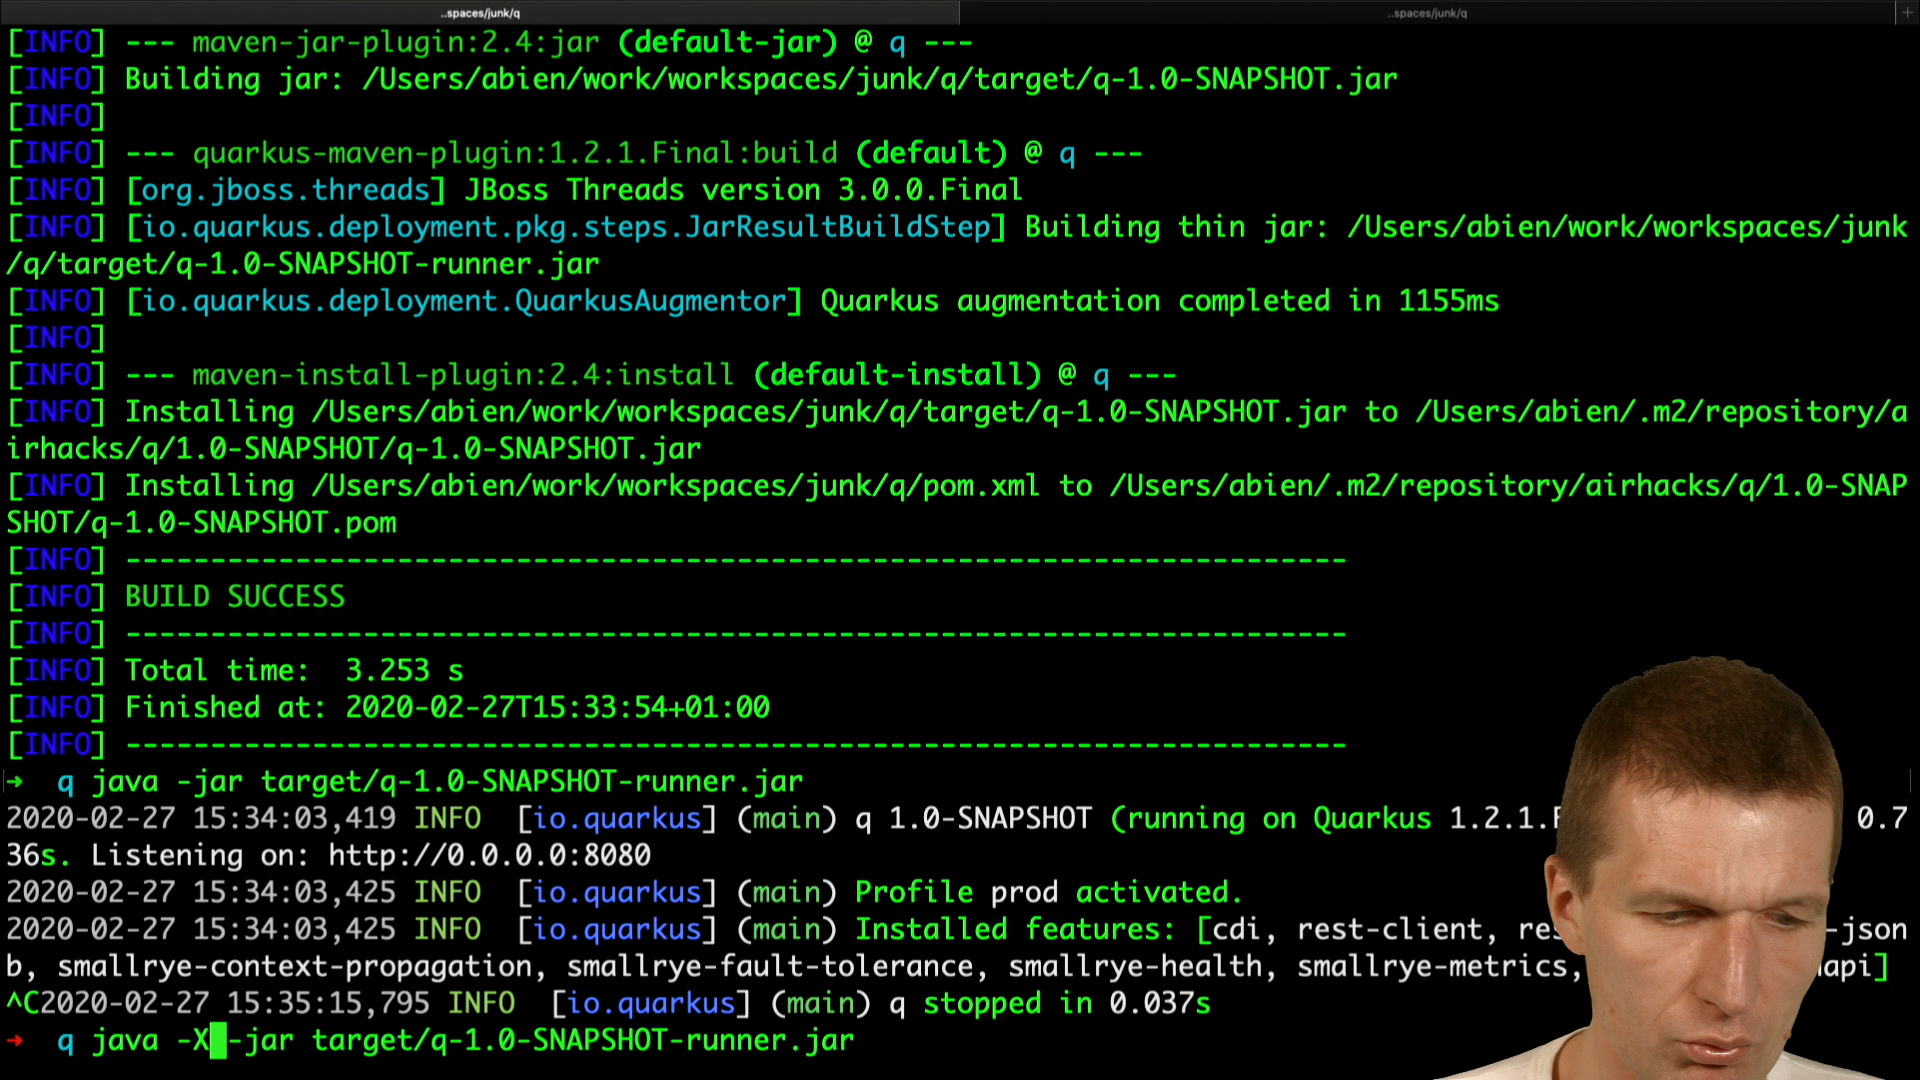 ..spaces/junk/q ..spaces/junk/q +
[INFO] --- maven-jar-plugin:2.4:jar (default-jar) @ q ---
[INFO] Building jar: /Users/abien/work/workspaces/junk/q/target/q-1.0-SNAPSHOT.jar
[INFO]
[INFO] --- quarkus-maven-plugin:1.2.1.Final:build (default) @ q ---
[INFO] [org.jboss.threads] JBoss Threads version 3.0.0.Final
[INFO] [io.quarkus.deployment.pkg.steps.JarResultBuildStep] Building thin jar: /Users/abien/work/workspaces/junk
/q/target/q-1.0-SNAPSHOT-runner.jar
[INFO] [io.quarkus.deployment.QuarkusAugmentor] Quarkus augmentation completed in 1155ms
[INFO]
[INFO] --- maven-install-plugin:2.4:install (default-install) @ q ---
[INFO] Installing /Users/abien/work/workspaces/junk/q/target/q-1.0-SNAPSHOT.jar to /Users/abien/.m2/repository/a
irhacks/q/1.0-SNAPSHOT/q-1.0-SNAPSHOT.jar
[INFO] Installing /Users/abien/work/workspaces/junk/q/pom.xml to /Users/abien/.m2/repository/airhacks/q/1.0-SNAP
SHOT/q-1.0-SNAPSHOT.pom
[INFO] ------------------------------------------------------------------------
[INFO] BUILD SUCCESS
[INFO] ------------------------------------------------------------------------
[INFO] Total time:  3.253 s
[INFO] Finished at: 2020-02-27T15:33:54+01:00
[INFO] ------------------------------------------------------------------------
→ q java -jar target/q-1.0-SNAPSHOT-runner.jar
2020-02-27 15:34:03,419 INFO [io.quarkus] (main) q 1.0-SNAPSHOT (running on Quarkus 1.2.1. 0.7
36s. Listening on: http://0.0.0.0:8080
2020-02-27 15:34:03,425 INFO [io.quarkus] (main) Profile prod activated.
2020-02-27 15:34:03,425 INFO [io.quarkus] (main) Installed features: [cdi, rest-client, -json
b, smallrye-context-propagation, smallrye-fault-tolerance, smallrye-health, smallrye-metrics, api]
^C2020-02-27 15:35:15,795 INFO [io.quarkus] (main) q stopped in 0.037s
→ q java -X -jar target/q-1.0-SNAPSHOT-runner.jar